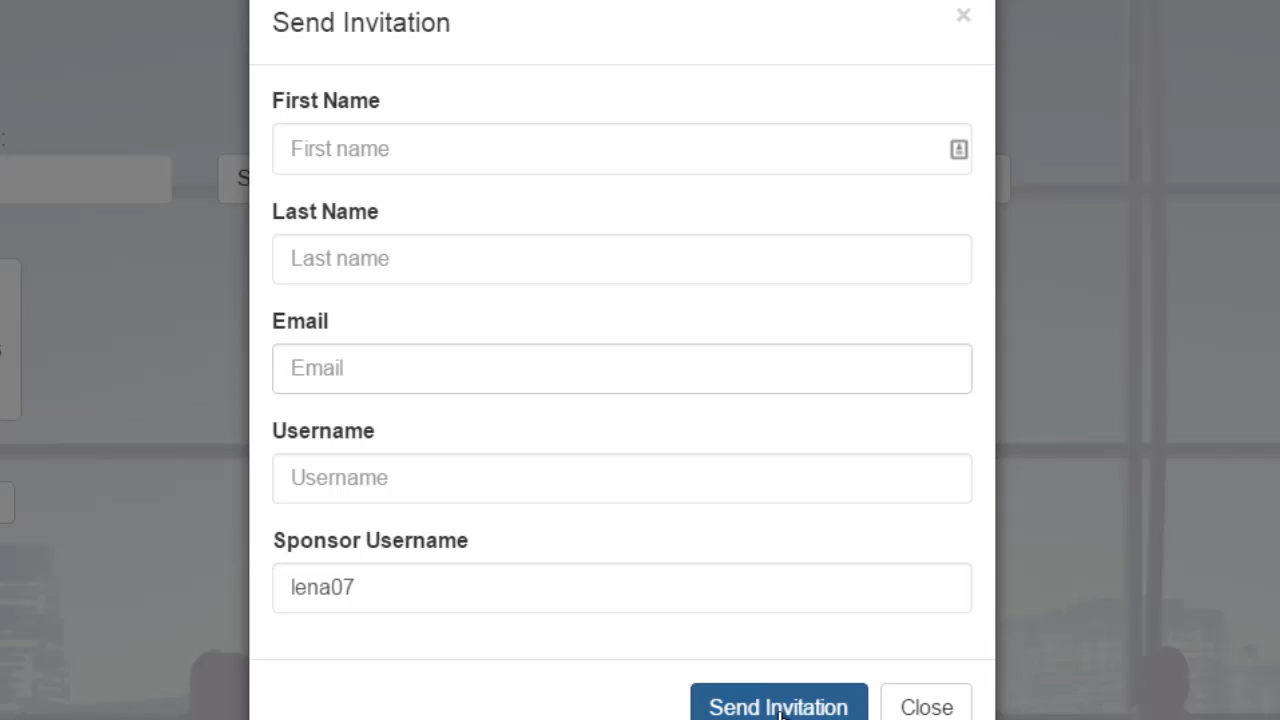 Send Invitation
×
First Name
First name
Last Name
Last name
Email
Email
Username
Username
Sponsor Username
lena07
Send Invitation
Close